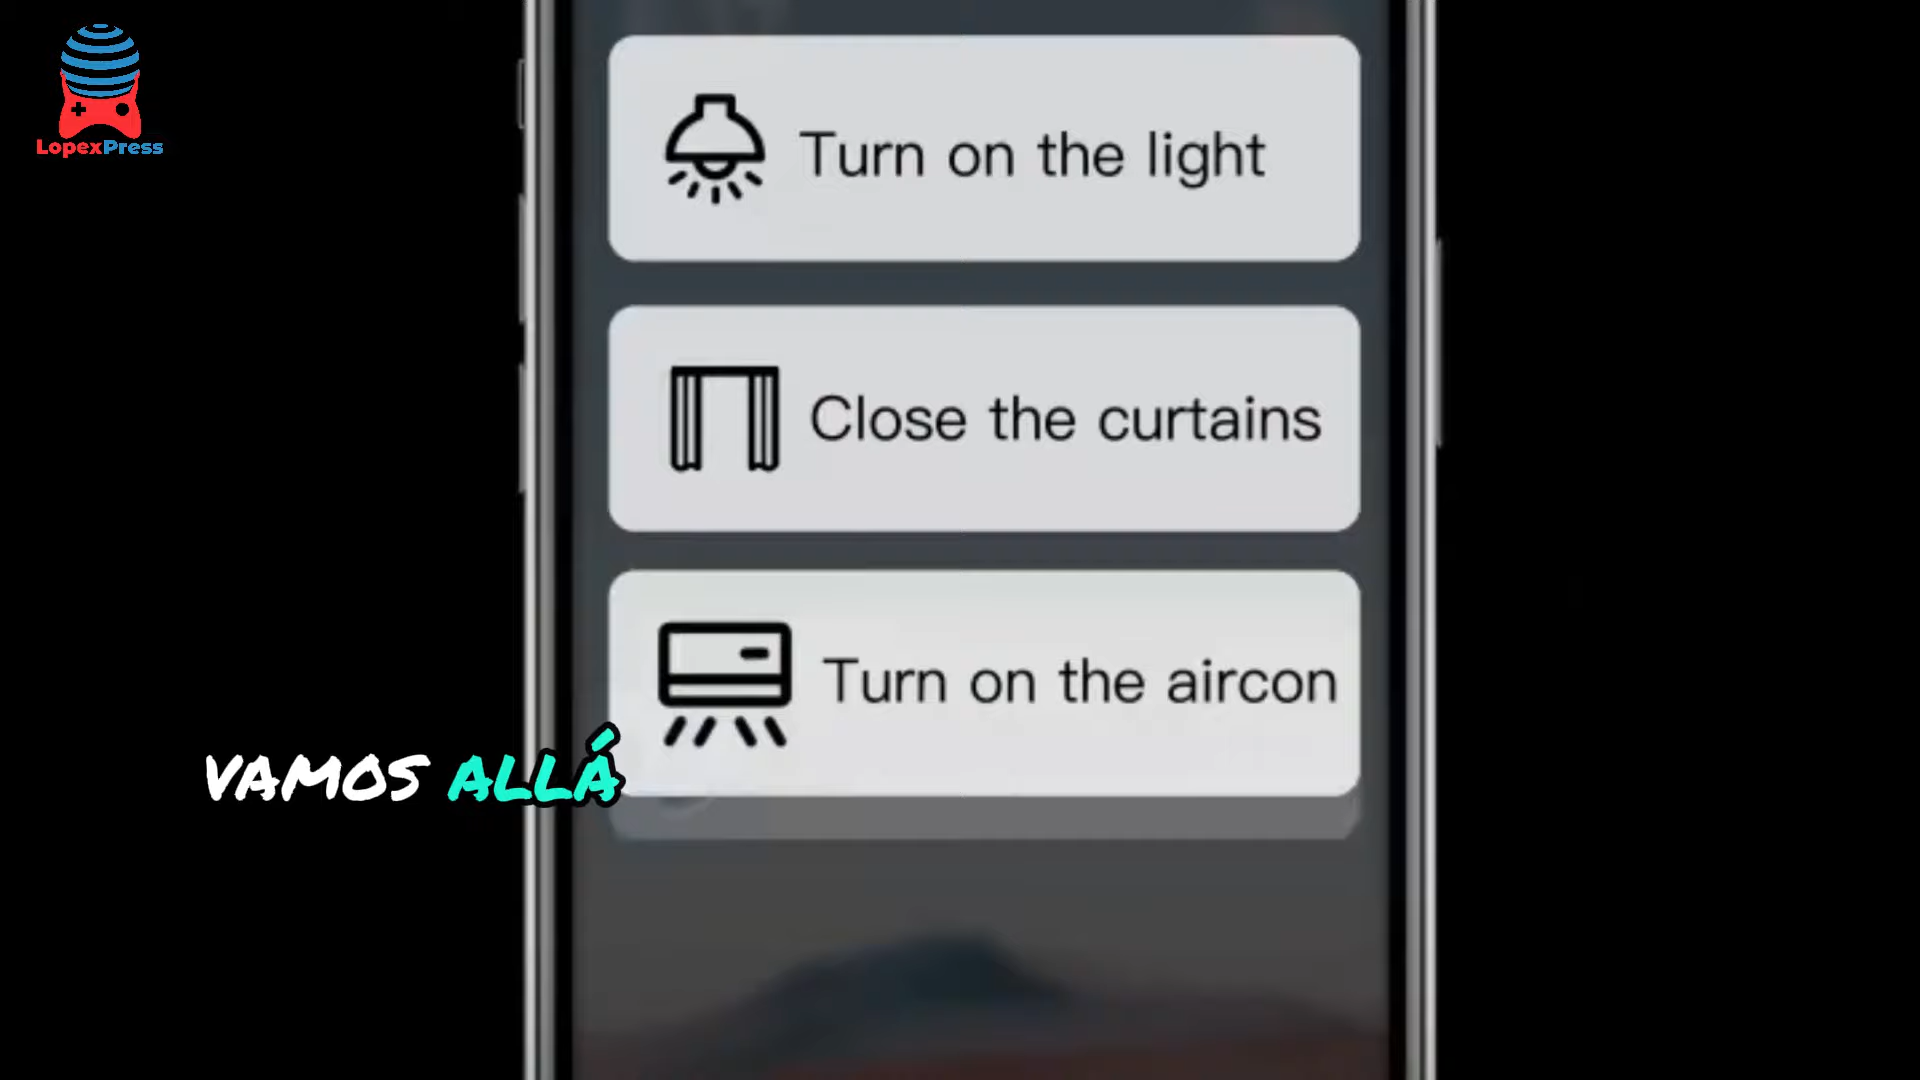 LopexPress
Turn on the light
Close the curtains
Turn on the aircon
VAMOS ALLÁ